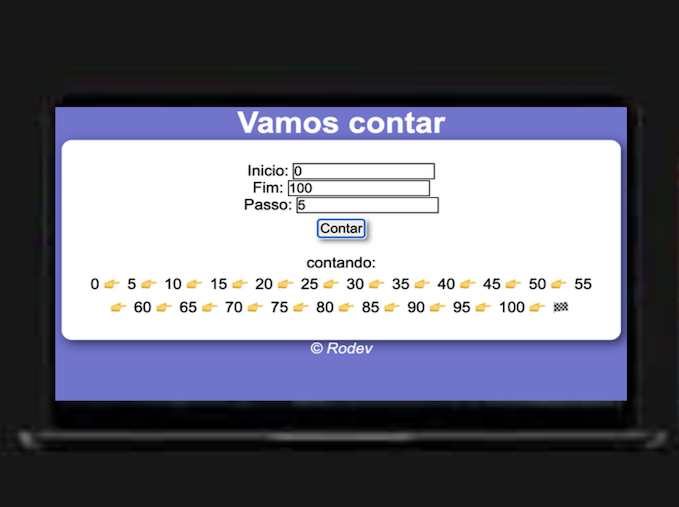 Vamos contar
Inicio: 0
Fim: 100
Passo: 5
Contar
contando:
0 👉 5 👉 10 👉 15 👉 20 👉 25 👉 30 👉 35 👉 40 👉 45 👉 50 👉 55
👉 60 👉 65 👉 70 👉 75 👉 80 👉 85 👉 90 👉 95 👉 100 👉 🏁
© Rodev